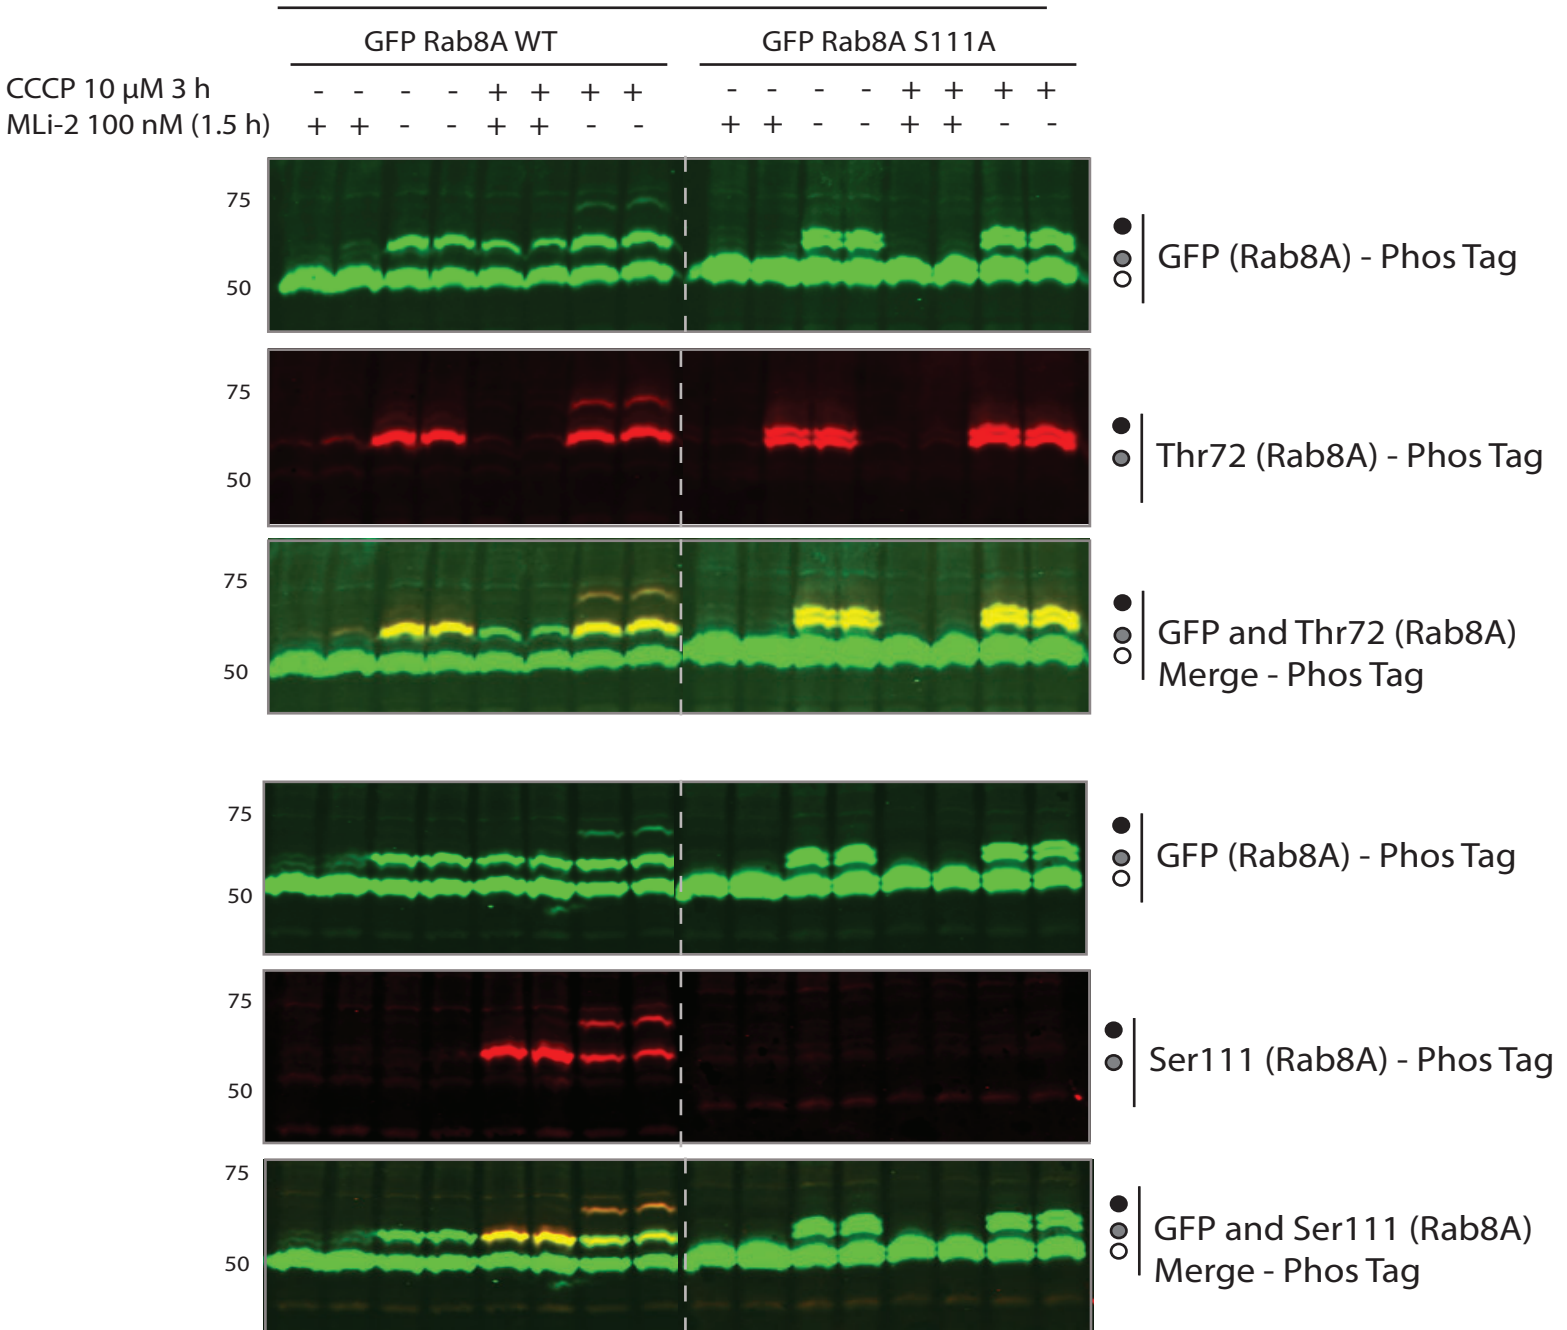 GFP Rab8A WT GFP Rab8A S111A
CCCP 10 µM 3 h - - - - + + + + - - - - + + + +
MLi-2 100 nM (1.5 h) + + - - + + - - + + - - + + - -
75
50
GFP (Rab8A) - Phos Tag
75
50
Thr72 (Rab8A) - Phos Tag
75
50
GFP and Thr72 (Rab8A)
Merge - Phos Tag
75
50
GFP (Rab8A) - Phos Tag
75
50
Ser111 (Rab8A) - Phos Tag
75
50
GFP and Ser111 (Rab8A)
Merge - Phos Tag